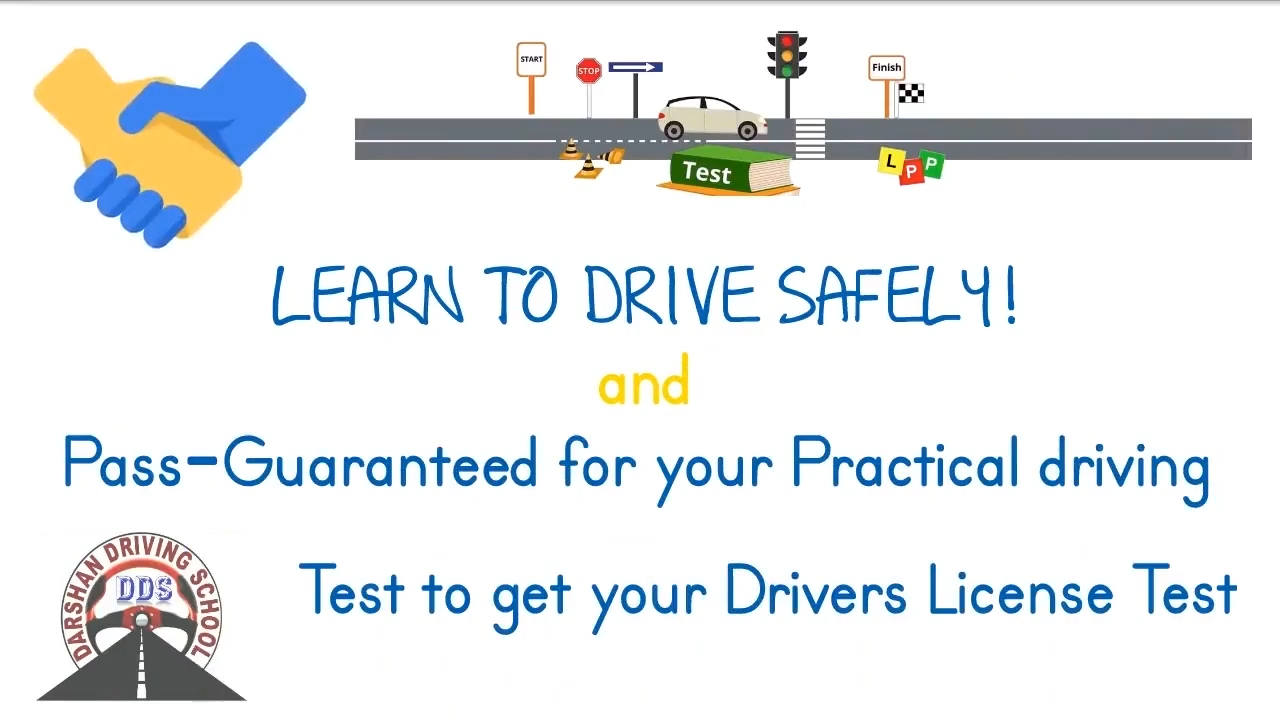 START
STOP
Finish
Test
L
P
P
LEARN TO DRIVE SAFELY!
and
Pass-Guaranteed for your Practical driving
Test to get your Drivers License Test
DARSHAN DRIVING SCHOOL
DDS